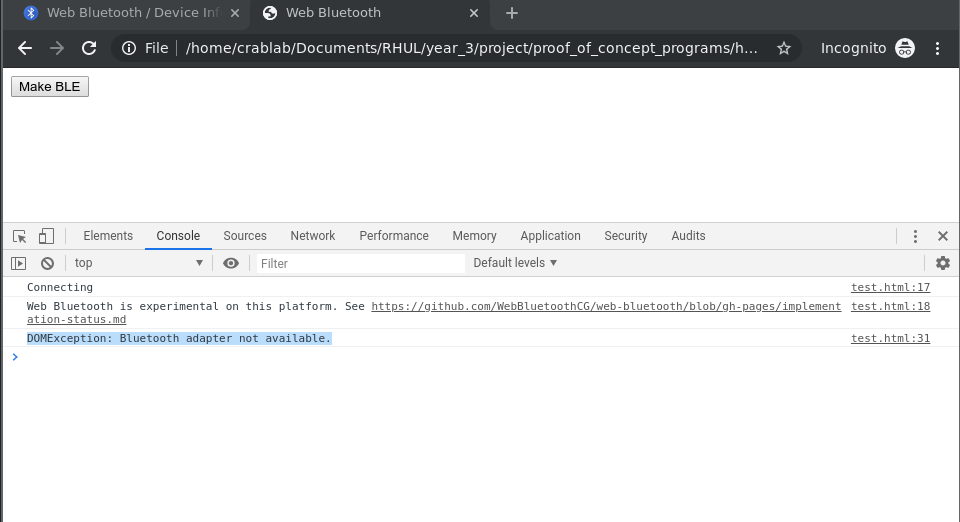 Web Bluetooth / Device Inf
Web Bluetooth
File
/home/crablab/Documents/RHUL/year_3/project/proof_of_concept_programs/h...
Incognito
Make BLE
Elements Console Sources Network Performance Memory Application Security Audits
top Filter Default levels
Connecting test.html:17
Web Bluetooth is experimental on this platform. See https://github.com/WebBluetoothCG/web-bluetooth/blob/gh-pages/implement test.html:18
ation-status.md
DOMException: Bluetooth adapter not available. test.html:31